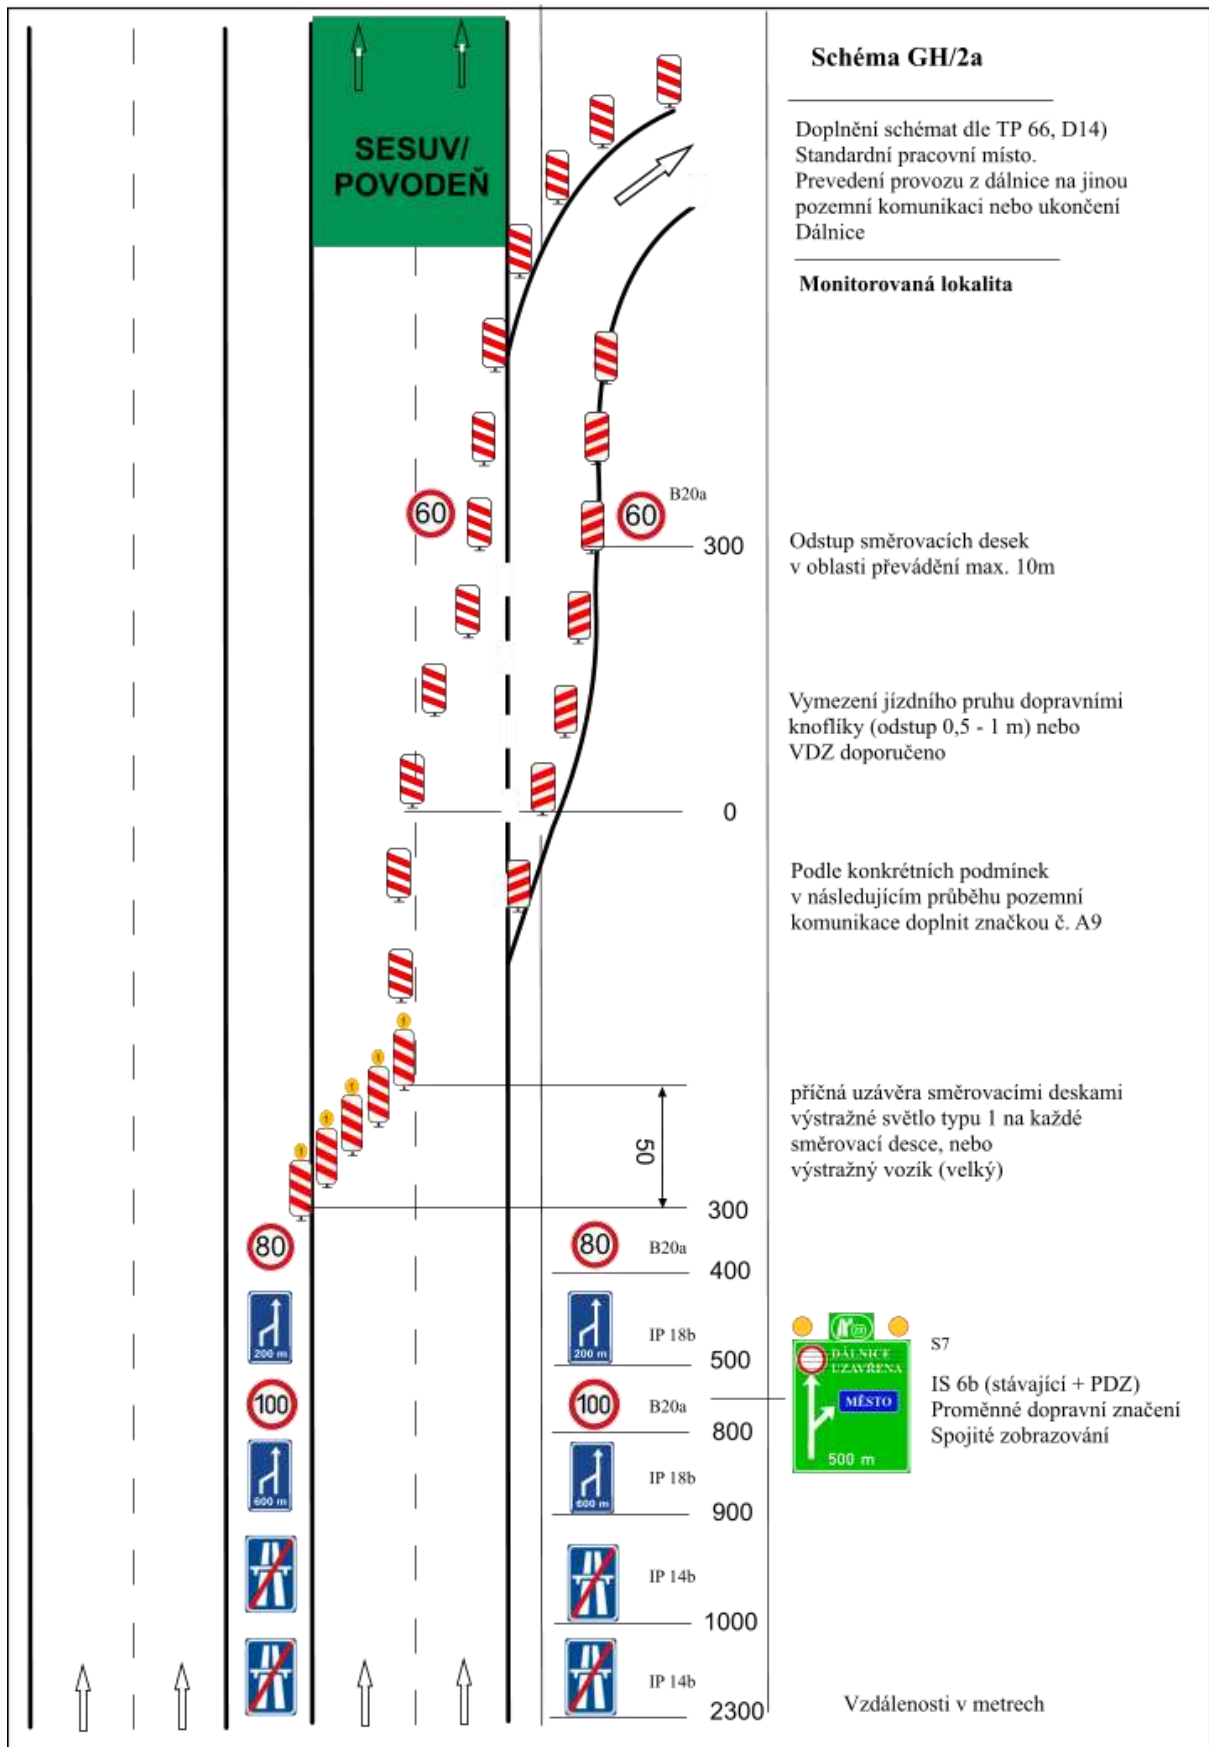 Schéma GH/2a
Doplnění schémat dle TP 66, D14)
Standardní pracovní místo.
Prevedení provozu z dálnice na jinou
pozemní komunikaci nebo ukončení
Dálnice
Monitorovaná lokalita
SESUV/
POVODEŇ
60
60
B20a
300
Odstup směrovacích desek
v oblasti převádění max. 10m
Vymezení jízdního pruhu dopravními
knoflíky (odstup 0,5 - 1 m) nebo
VDZ doporučeno
0
Podle konkrétních podmínek
v následujícím průběhu pozemní
komunikace doplnit značkou č. A9
1
1
1
1
1
50
příčná uzávěra směrovacími deskami
výstražné světlo typu 1 na každé
směrovací desce, nebo
výstražný vozík (velký)
300
80
80
B20a
400
200 m
200 m
IP 18b
500
100
100
B20a
800
S7
DÁLNICE
UZAVŘENA
MĚSTO
500 m
IS 6b (stávající + PDZ)
Proměnné dopravní značení
Spojité zobrazování
600 m
600 m
IP 18b
900
IP 14b
1000
IP 14b
2300
Vzdálenosti v metrech